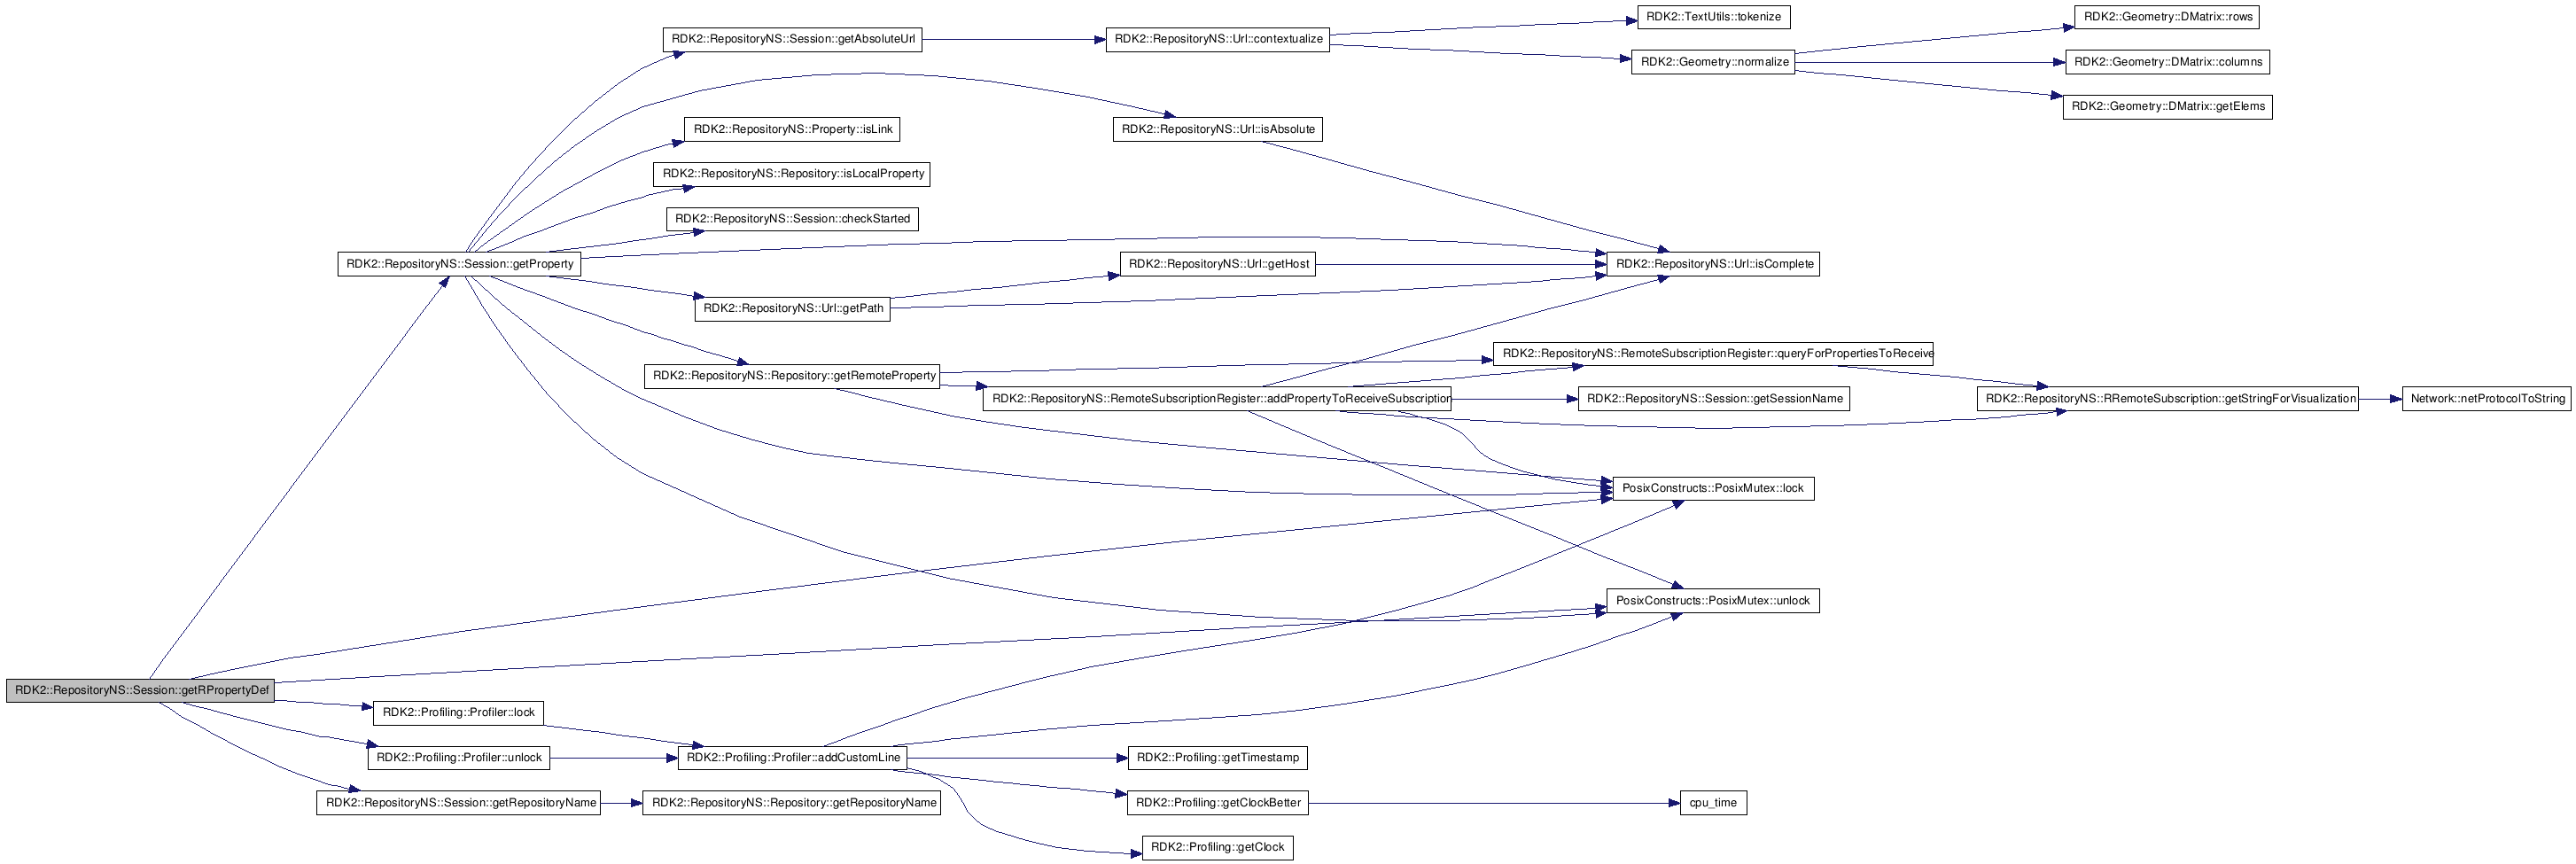 RDK2::TextUtils::tokenize
RDK2::Geometry::DMatrix::rows
RDK2::RepositoryNS::Session::getAbsoluteUrl
RDK2::RepositoryNS::Url::contextualize
RDK2::Geometry::normalize
RDK2::Geometry::DMatrix::columns
RDK2::Geometry::DMatrix::getElems
RDK2::RepositoryNS::Property::isLink
RDK2::RepositoryNS::Url::isAbsolute
RDK2::RepositoryNS::Repository::isLocalProperty
RDK2::RepositoryNS::Session::checkStarted
RDK2::RepositoryNS::Session::getProperty
RDK2::RepositoryNS::Url::getHost
RDK2::RepositoryNS::Url::isComplete
RDK2::RepositoryNS::Url::getPath
RDK2::RepositoryNS::RemoteSubscriptionRegister::queryForPropertiesToReceive
RDK2::RepositoryNS::Repository::getRemoteProperty
RDK2::RepositoryNS::RemoteSubscriptionRegister::addPropertyToReceiveSubscription
RDK2::RepositoryNS::Session::getSessionName
RDK2::RepositoryNS::RRemoteSubscription::getStringForVisualization
Network::netProtocolToString
PosixConstructs::PosixMutex::lock
PosixConstructs::PosixMutex::unlock
RDK2::RepositoryNS::Session::getRPropertyDef
RDK2::Profiling::Profiler::lock
RDK2::Profiling::Profiler::unlock
RDK2::Profiling::Profiler::addCustomLine
RDK2::Profiling::getTimestamp
RDK2::RepositoryNS::Session::getRepositoryName
RDK2::RepositoryNS::Repository::getRepositoryName
RDK2::Profiling::getClockBetter
cpu_time
RDK2::Profiling::getClock